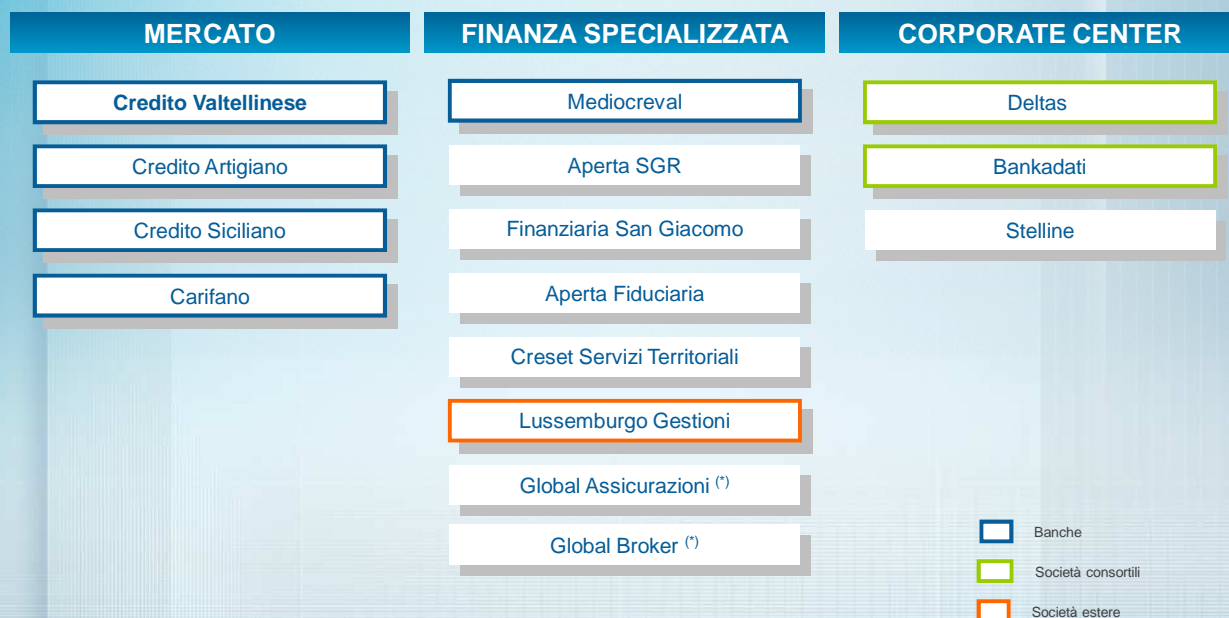 MERCATO
Credito Valtellinese
Credito Artigiano
Credito Siciliano
Carifano
FINANZA SPECIALIZZATA
Mediocreval
Aperta SGR
Finanziaria San Giacomo
Aperta Fiduciaria
Creset Servizi Territoriali
Lussemburgo Gestioni
Global Assicurazioni (*)
Global Broker (*)
CORPORATE CENTER
Deltas
Bankadati
Stelline
Banche
Società consortili
Società estere